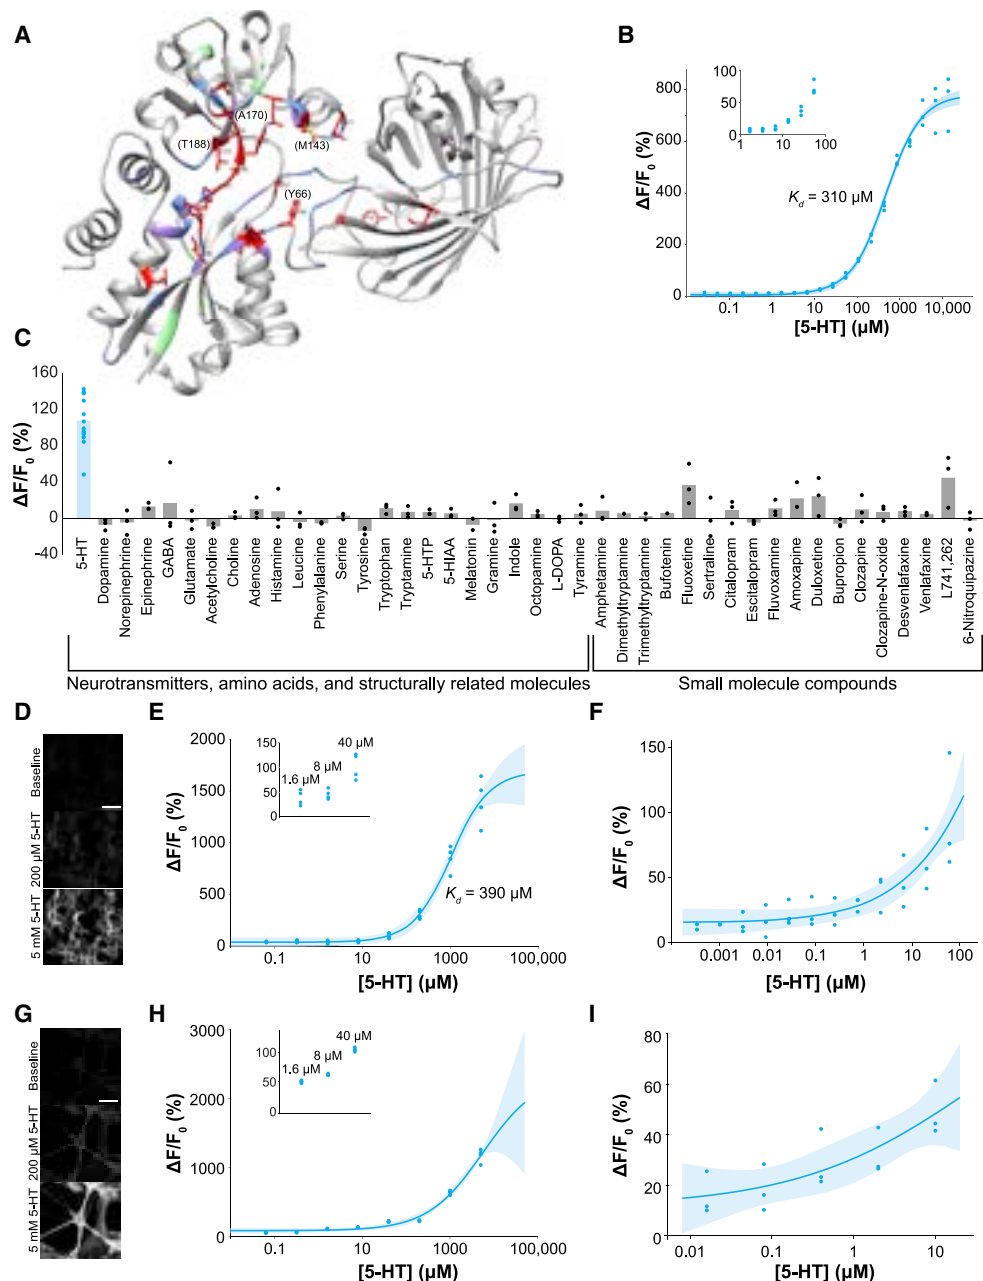 A
(A170)
(T188)
(M143)
(Y66)
B
ΔF/F0 (%)
800
600
400
200
0
100
50
0
1
10
100
Kd = 310 µM
0.1
1
10
100
1000
10,000
[5-HT] (µM)
C
ΔF/F0 (%)
160
120
80
40
0
-40
5-HT
Dopamine
Norepinephrine
Epinephrine
GABA
Glutamate
Acetylcholine
Choline
Adenosine
Histamine
Leucine
Phenylalanine
Serine
Tyrosine
Tryptophan
Tryptamine
5-HTP
5-HIAA
Melatonin
Gramine
Indole
Octopamine
L-DOPA
Tyramine
Amphetamine
Dimethyltryptamine
Trimethyltryptamine
Bufotenin
Fluoxetine
Sertraline
Citalopram
Escitalopram
Fluvoxamine
Amoxapine
Duloxetine
Bupropion
Clozapine
Clozapine-N-oxide
Desvenlafaxine
Venlafaxine
L741,262
6-Nitroquipazine
Neurotransmitters, amino acids, and structurally related molecules
Small molecule compounds
D
Baseline
200 µM 5-HT
5 mM 5-HT
E
ΔF/F0 (%)
2000
1500
1000
500
0
150
100
50
0
1.6 µM
8 µM
40 µM
Kd = 390 µM
0.1
10
1000
100,000
[5-HT] (µM)
F
ΔF/F0 (%)
150
100
50
0
0.001
0.01
0.1
1
10
100
[5-HT] (µM)
G
Baseline
200 µM 5-HT
5 mM 5-HT
H
ΔF/F0 (%)
3000
2000
1000
0
100
50
0
1.6 µM
8 µM
40 µM
0.1
10
1000
100,000
[5-HT] (µM)
I
ΔF/F0 (%)
80
60
40
20
0
0.01
0.1
1
10
[5-HT] (µM)